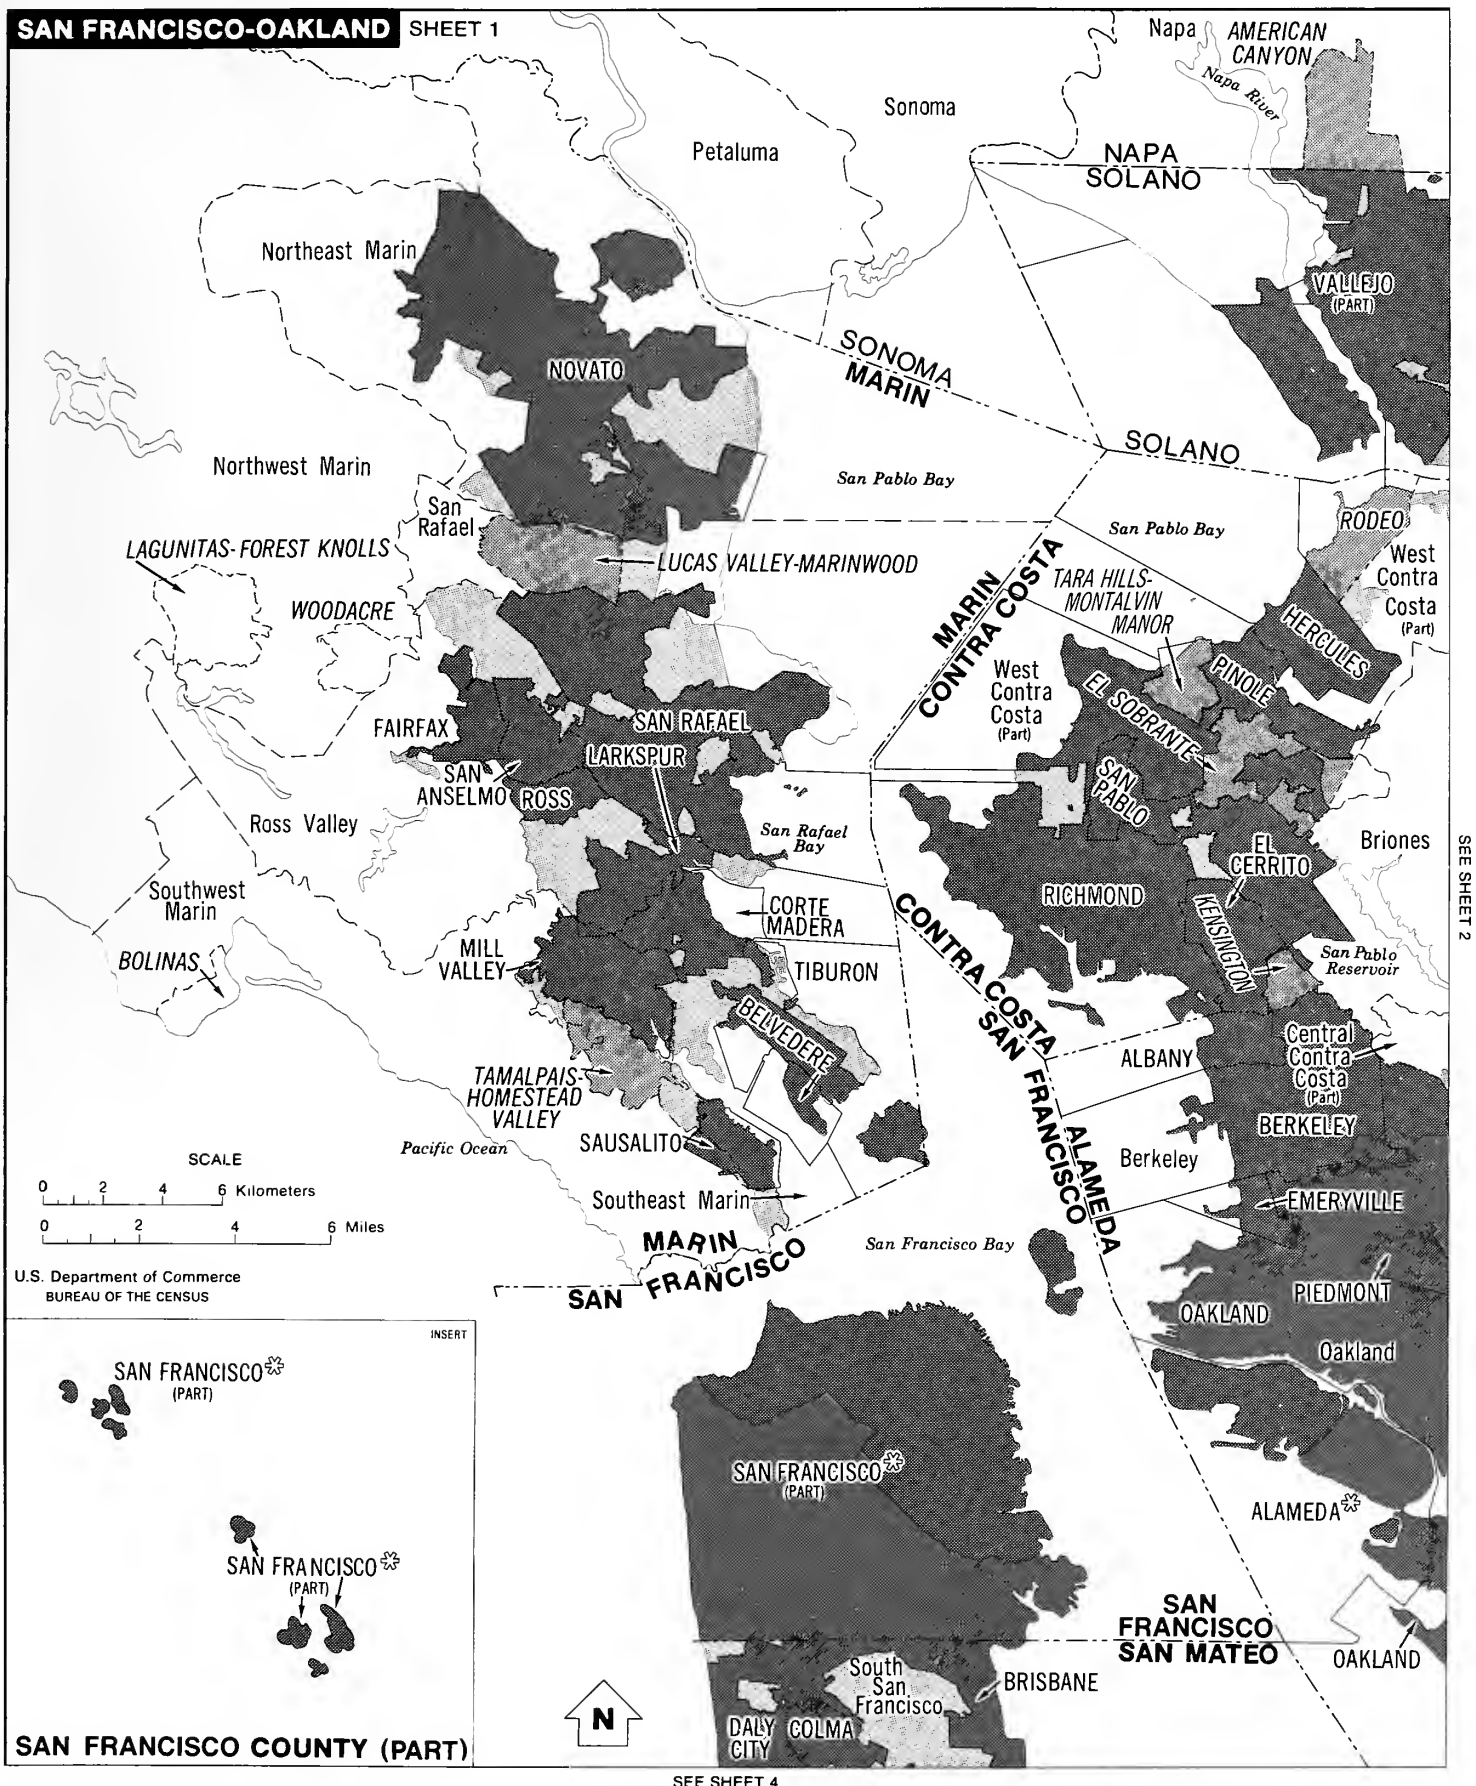 SAN FRANCISCO-OAKLAND SHEET 1
Napa
AMERICAN
CANYON
Napa River
Sonoma
Petaluma
NAPA
SOLANO
Northeast Marin
VALLEJO
(PART)
NOVATO
SONOMA
MARIN
SOLANO
Northwest Marin
San Pablo Bay
San
Rafael
San Pablo Bay
RODEO
LAGUNITAS-FOREST KNOLLS
LUCAS VALLEY-MARINWOOD
West
Contra
Costa
(Part)
MARIN
CONTRA COSTA
TARA HILLS-
MONTALVIN
MANOR
WOODACRE
HERCULES
West
Contra
Costa
(Part)
PINOLE
EL SOBRANTE
FAIRFAX
SAN RAFAEL
LARKSPUR
SAN
ANSELMO
ROSS
SAN
PABLO
Ross Valley
San Rafael
Bay
EL
CERRITO
Briones
SEE SHEET 2
Southwest
Marin
RICHMOND
CORTE
MADERA
KENSINGTON
CONTRA COSTA
SAN FRANCISCO
MILL
VALLEY
BOLINAS
TIBURON
San Pablo
Reservoir
BELVEDERE
ALBANY
Central
Contra
Costa
(Part)
TAMALPAIS-
HOMESTEAD
VALLEY
BERKELEY
ALAMEDA
SAUSALITO
Pacific Ocean
Berkeley
SCALE
0 2 4 6 Kilometers
0 2 4 6 Miles
Southeast Marin
EMERYVILLE
MARIN
SAN FRANCISCO
San Francisco Bay
U.S. Department of Commerce
BUREAU OF THE CENSUS
PIEDMONT
OAKLAND
Oakland
INSERT
SAN FRANCISCO*
(PART)
SAN FRANCISCO*
(PART)
ALAMEDA*
SAN FRANCISCO*
(PART)
SAN
FRANCISCO
SAN MATEO
OAKLAND
South
San
Francisco
BRISBANE
DALY
CITY
COLMA
N
SAN FRANCISCO COUNTY (PART)
SEE SHEET 4